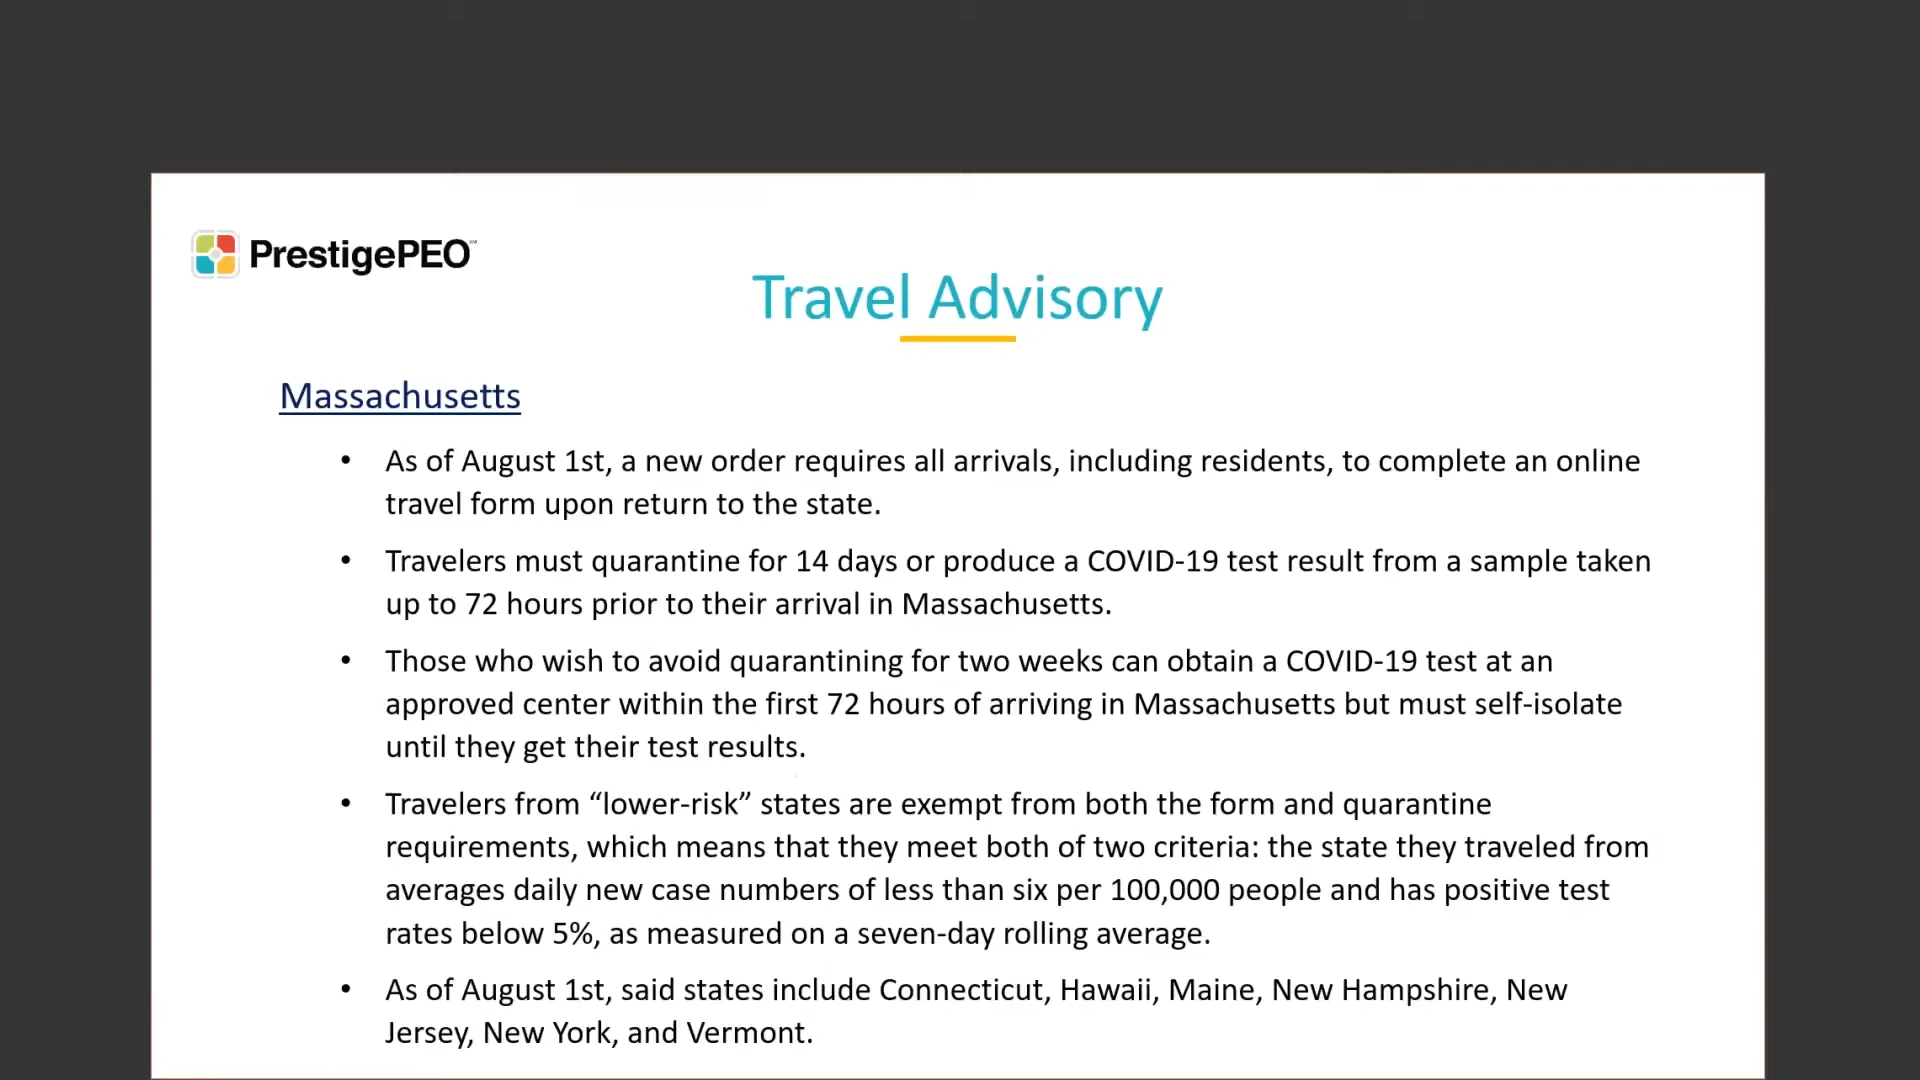 PrestigePEO
Travel Advisory
Massachusetts
• As of August 1st, a new order requires all arrivals, including residents, to complete an online
travel form upon return to the state.
• Travelers must quarantine for 14 days or produce a COVID-19 test result from a sample taken
up to 72 hours prior to their arrival in Massachusetts.
• Those who wish to avoid quarantining for two weeks can obtain a COVID-19 test at an
approved center within the first 72 hours of arriving in Massachusetts but must self-isolate
until they get their test results.
• Travelers from “lower-risk” states are exempt from both the form and quarantine
requirements, which means that they meet both of two criteria: the state they traveled from
averages daily new case numbers of less than six per 100,000 people and has positive test
rates below 5%, as measured on a seven-day rolling average.
• As of August 1st, said states include Connecticut, Hawaii, Maine, New Hampshire, New
Jersey, New York, and Vermont.